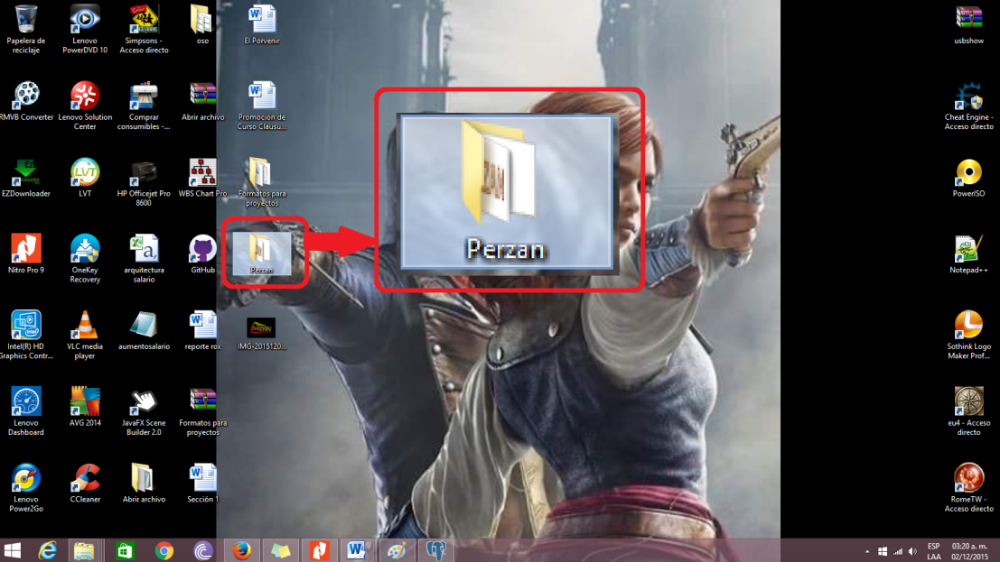 Papelera de
reciclaje
Lenovo
PowerDVD 10
Simpsons -
Acceso directo
oso
El Porvenir
usbshow
RMVB Converter
Lenovo Solution
Center
Comprar
consumibles -...
Abrir archivo
Promoción de
Curso Clausu...
Cheat Engine -
Acceso directo
EZDownloader
LVT
LVT
HP Officejet Pro
8600
WBS Chart Pro
Formatos para
proyectos
PowerISO
Perzan
Nitro Pro 9
OneKey
Recovery
arquitectura
salario
GitHub
Perzan
Notepad++
Intel(R) HD
Graphics Contr...
VLC media
player
aumentosalario
reporte rox
IMG-2015120...
Sothink Logo
Maker Prof...
Lenovo
Dashboard
AVG 2014
JavaFX Scene
Builder 2.0
Formatos para
proyectos
eu4 - Acceso
directo
Lenovo
Power2Go
CCleaner
Abrir archivo
Sección 1
RomeTW -
Acceso directo
ESP
LAA
03:20 a. m.
02/12/2015